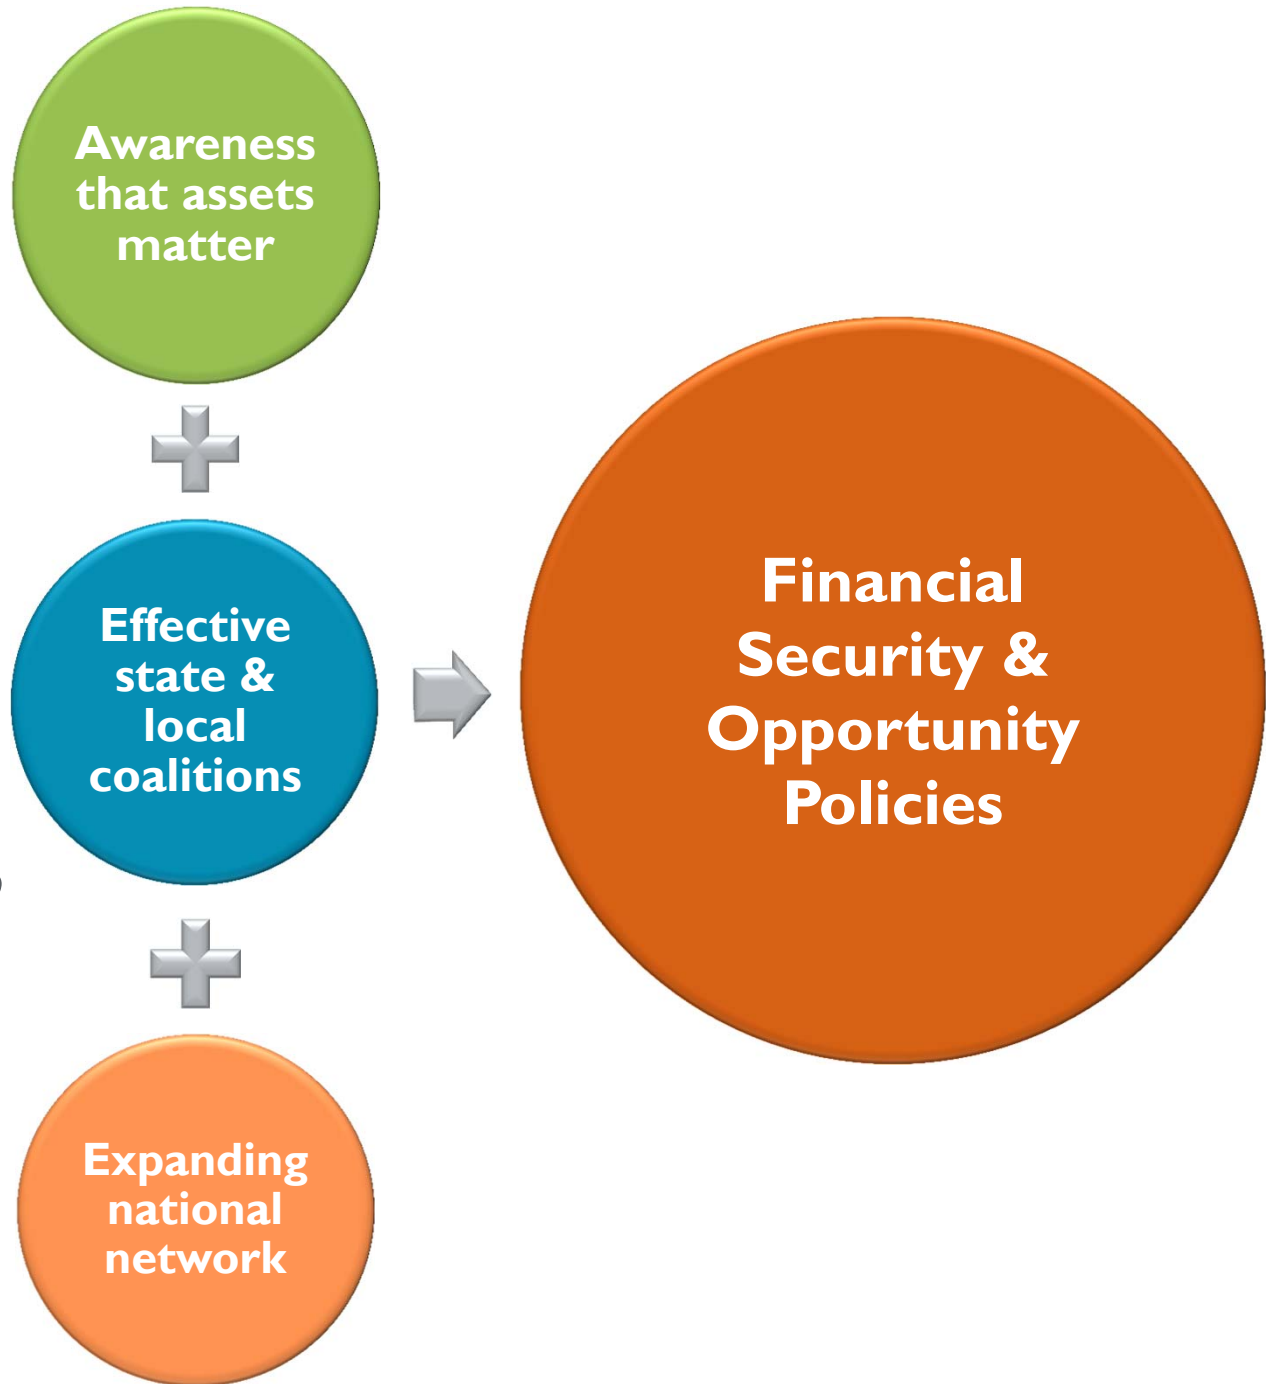 Awareness
that assets
matter
Effective
state &
local
coalitions
Expanding
national
network
Financial
Security &
Opportunity
Policies